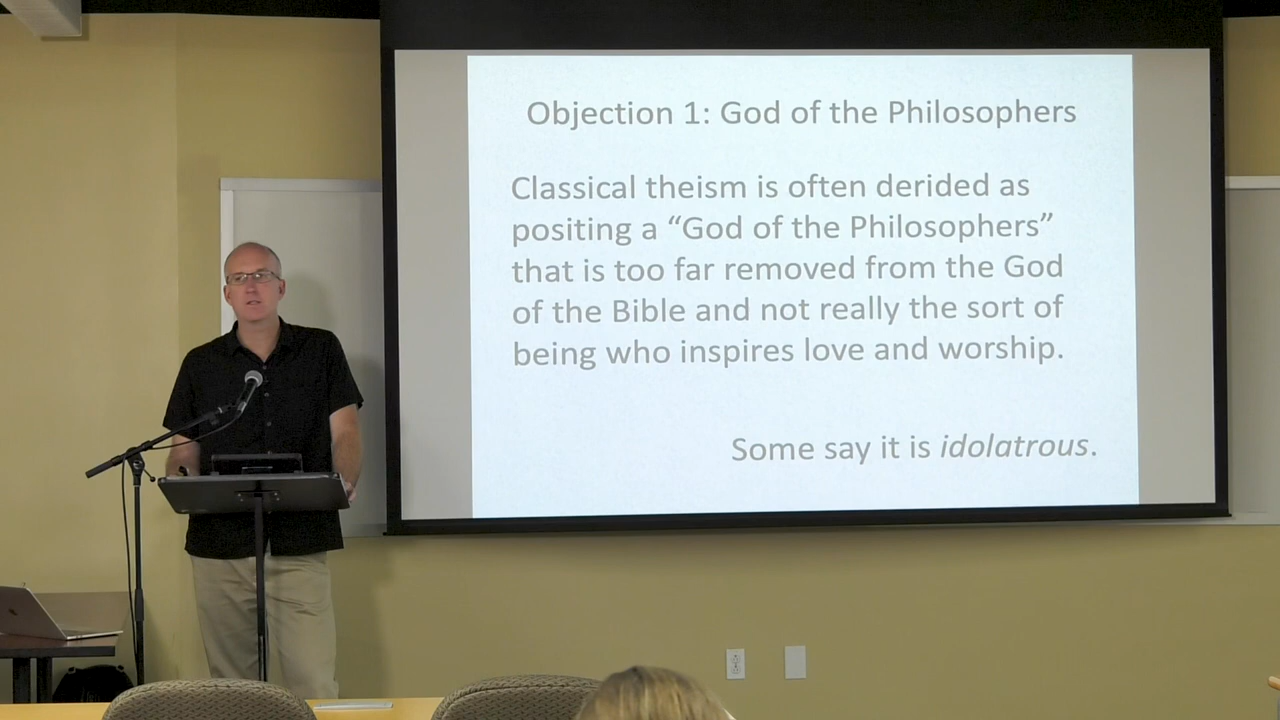 Objection 1: God of the Philosophers
Classical theism is often derided as
positing a “God of the Philosophers”
that is too far removed from the God
of the Bible and not really the sort of
being who inspires love and worship.
Some say it is idolatrous.